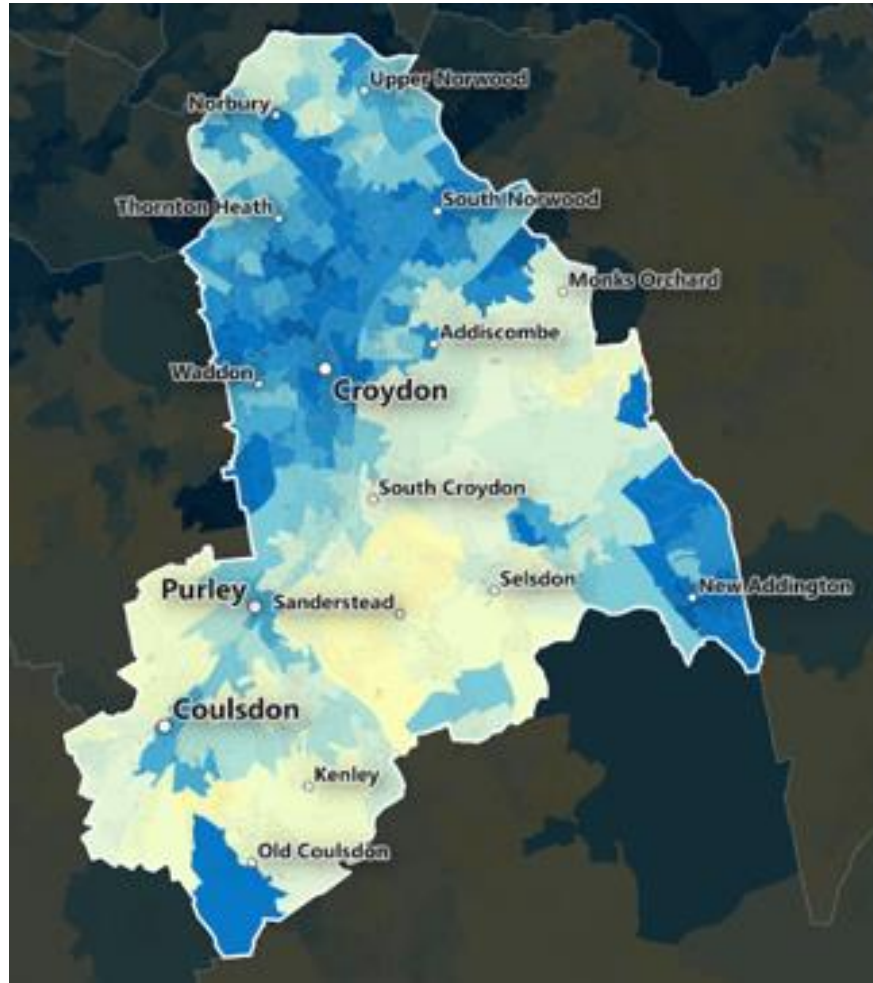 Upper Norwood
Norbury
Thornton Heath
South Norwood
Monks Orchard
Addiscombe
Waddon
Croydon
South Croydon
Selsdon
New Addington
Purley
Sanderstead
Coulsdon
Kenley
Old Coulsdon